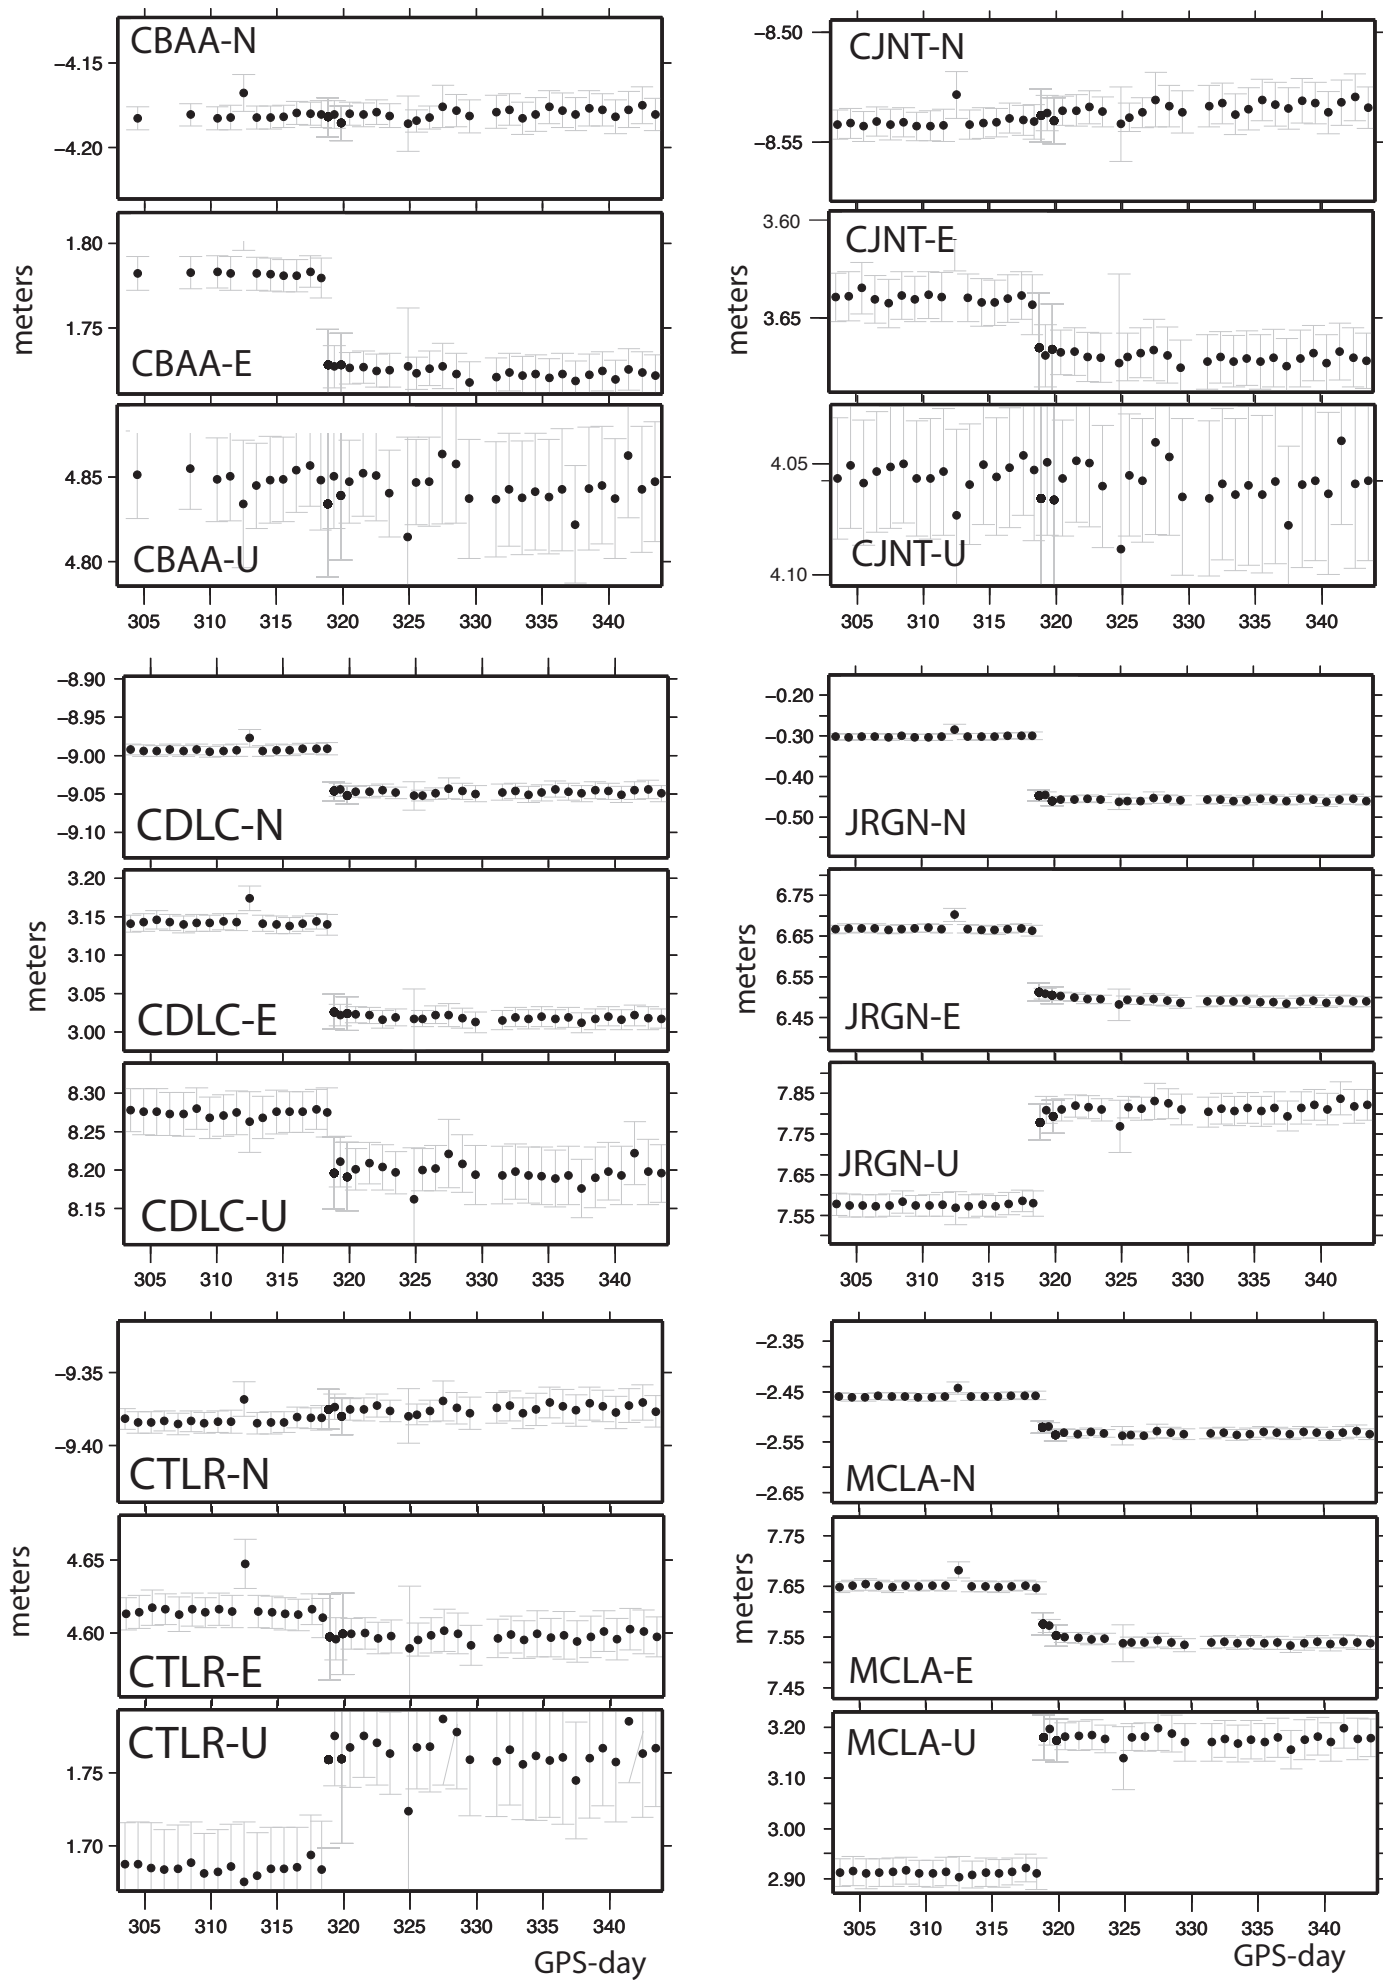 CBAA-N
−4.15
−4.20
1.80
1.75
meters
CBAA-E
4.85
4.80
CBAA-U
305 310 315 320 325 330 335 340
CJNT-N
−8.50
−8.55
3.60
CJNT-E
meters
3.65
4.05
CJNT-U
4.10
305 310 315 320 325 330 335 340
−8.90
−8.95
−9.00
−9.05
−9.10
CDLC-N
3.20
3.15
3.10
3.05
3.00
meters
CDLC-E
8.30
8.25
8.20
8.15
CDLC-U
305 310 315 320 325 330 335 340
−0.20
−0.30
−0.40
−0.50
JRGN-N
6.75
6.65
6.55
6.45
meters
JRGN-E
7.85
7.75
7.65
7.55
JRGN-U
305 310 315 320 325 330 335 340
−9.35
−9.40
CTLR-N
4.65
4.60
meters
CTLR-E
CTLR-U
1.75
1.70
305 310 315 320 325 330 335 340
GPS-day
−2.35
−2.45
−2.55
−2.65
MCLA-N
7.75
7.65
7.55
7.45
meters
MCLA-E
3.20
3.10
3.00
2.90
MCLA-U
305 310 315 320 325 330 335 340
GPS-day